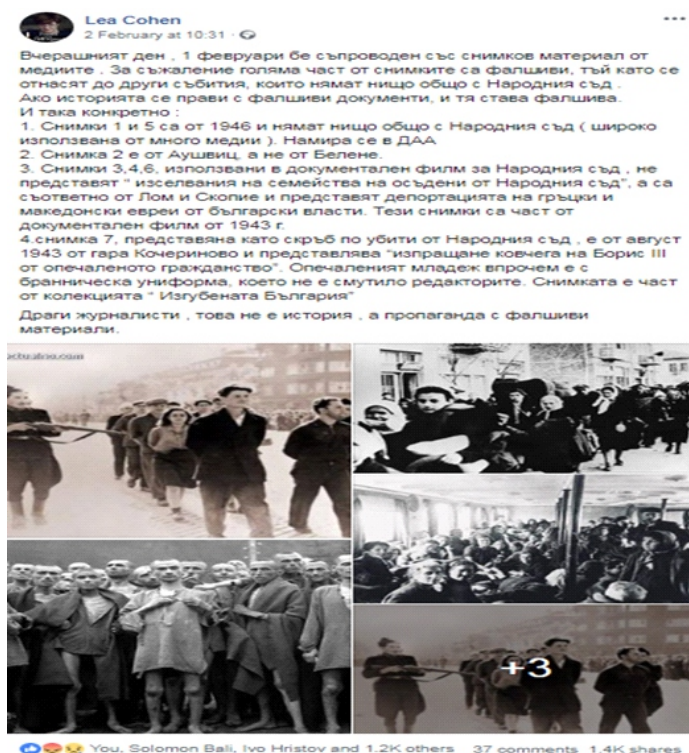 Lea Cohen
2 February at 10:31 ·
Вчерашният ден , 1 февруари бе съпроводен със снимков материал от
медиите . За съжаление голяма част от снимките са фалшиви, тъй като се
отнасят до други събития, които нямат нищо общо с Народния съд .
Ако историята се прави с фалшиви документи, и тя става фалшива.
И така конкретно :
1. Снимки 1 и 5 са от 1946 и нямат нищо общо с Народния съд ( широко
използвана от много медии ). Намира се в ДАА
2. Снимка 2 е от Аушвиц, а не от Белене.
3. Снимки 3,4,6, използвани в документален филм за Народния съд , не
представят " изселвания на семейства на осъдени от Народния съд", а са
съответно от Лом и Скопие и представят депортацията на гръцки и
македонски евреи от български власти. Тези снимки са част от
документален филм от 1943 г.
4.снимка 7, представяна като скръб по убити от Народния съд , е от август
1943 от гара Кочериново и представлява "изпращане ковчега на Борис III
от опечаленото гражданство". Опечаленият младеж впрочем е с
бранническа униформа, което не е смутило редакторите. Снимката е част
от колекцията " Изгубената България"
Драги журналисти , това не е история , а пропаганда с фалшиви
материали.
actualno.com
+3
You, Solomon Bali, Ivo Hristov and 1.2K others 37 comments 1.4K shares